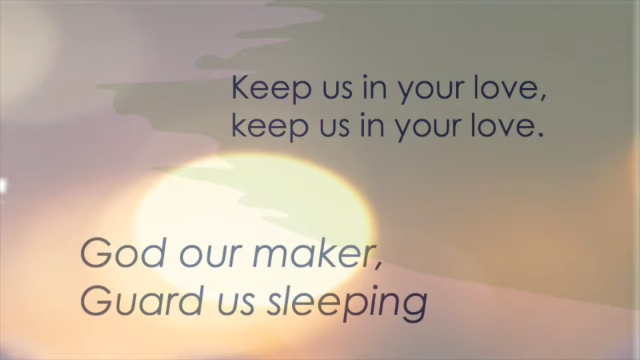 Keep us in your love,
keep us in your love.
God our maker,
Guard us sleeping